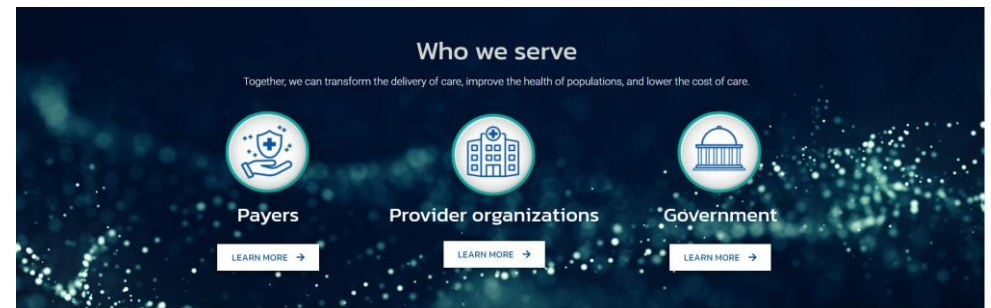 Who we serve
Together, we can transform the delivery of care, improve the health of populations, and lower the cost of care.
Payers
Provider organizations
Government
LEARN MORE →
LEARN MORE →
LEARN MORE →